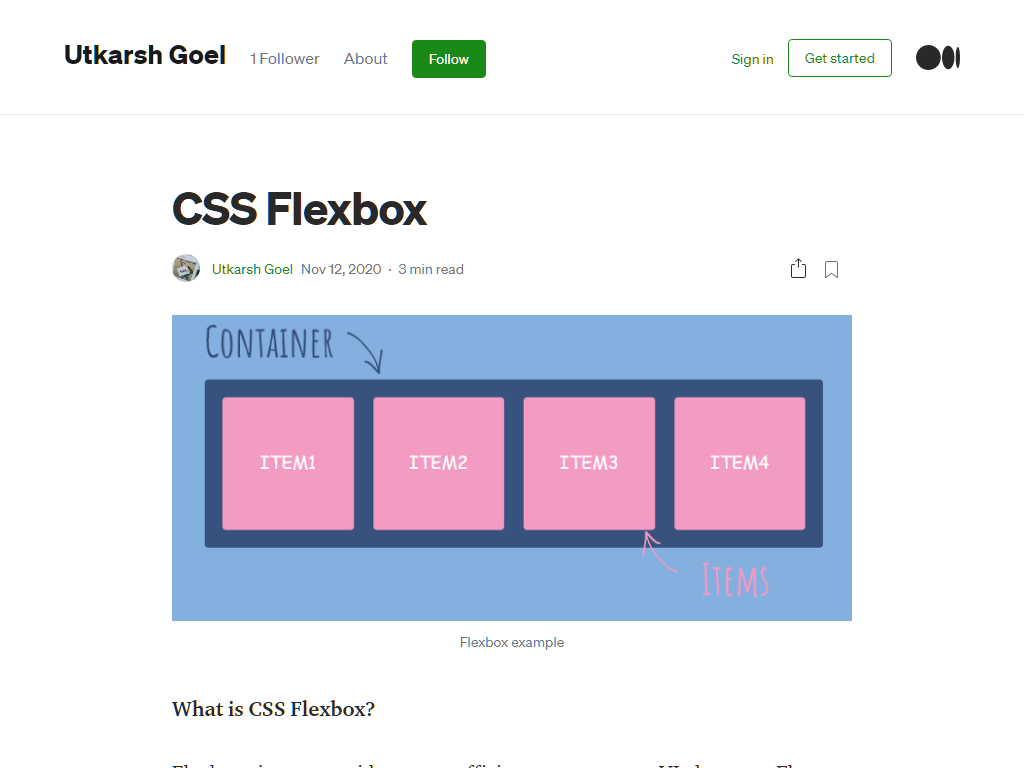 Utkarsh Goel 1 Follower About Follow Sign in Get started
CSS Flexbox
Utkarsh Goel Nov 12, 2020 · 3 min read
CONTAINER
ITEM1 ITEM2 ITEM3 ITEM4
ITEMS
Flexbox example
What is CSS Flexbox?